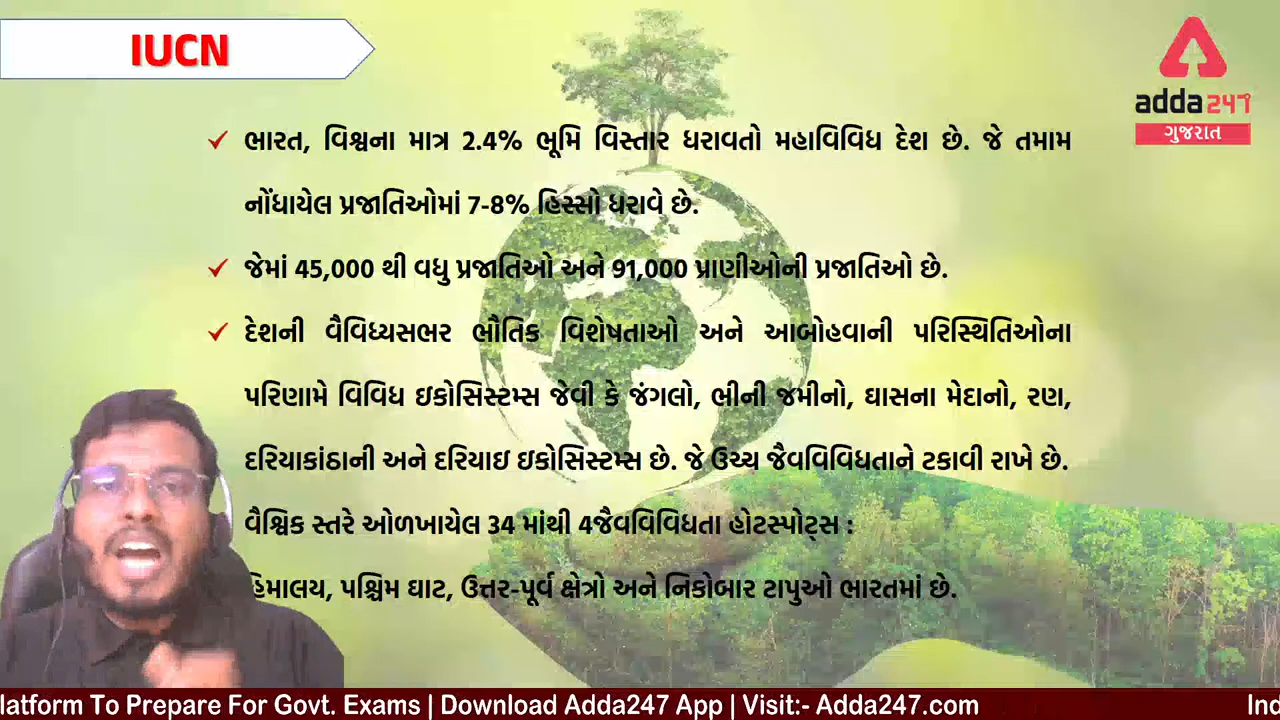 IUCN
adda247
ગુજરાત
✓ ભારત, વિશ્વના માત્ર 2.4% ભૂમિ વિસ્તાર ધરાવતો મહાવિવિધ દેશ છે. જે તમામ
નોંધાયેલ પ્રજાતિઓમાં 7-8% હિસ્સો ધરાવે છે.
✓ જેમાં 45,000 થી વધુ પ્રજાતિઓ અને 91,000 પ્રાણીઓની પ્રજાતિઓ છે.
✓ દેશની વૈવિધ્યસભર ભૌતિક વિશેષતાઓ અને આબોહવાની પરિસ્થિતિઓના
પરિણામે વિવિધ ઇકોસિસ્ટમ્સ જેવી કે જંગલો, ભીની જમીનો, ઘાસના મેદાનો, રણ,
દરિયાકાંઠાની અને દરિયાઇ ઇકોસિસ્ટમ્સ છે. જે ઉચ્ચ જૈવવિવિધતાને ટકાવી રાખે છે.
વૈશ્વિક સ્તરે ઓળખાયેલ 34 માંથી 4જૈવવિવિધતા હોટસ્પોટ્સ :
હિમાલય, પશ્ચિમ ઘાટ, ઉત્તર-પૂર્વ ક્ષેત્રો અને નિકોબાર ટાપુઓ ભારતમાં છે.
latform To Prepare For Govt. Exams | Download Adda247 App | Visit:- Adda247.com Ind